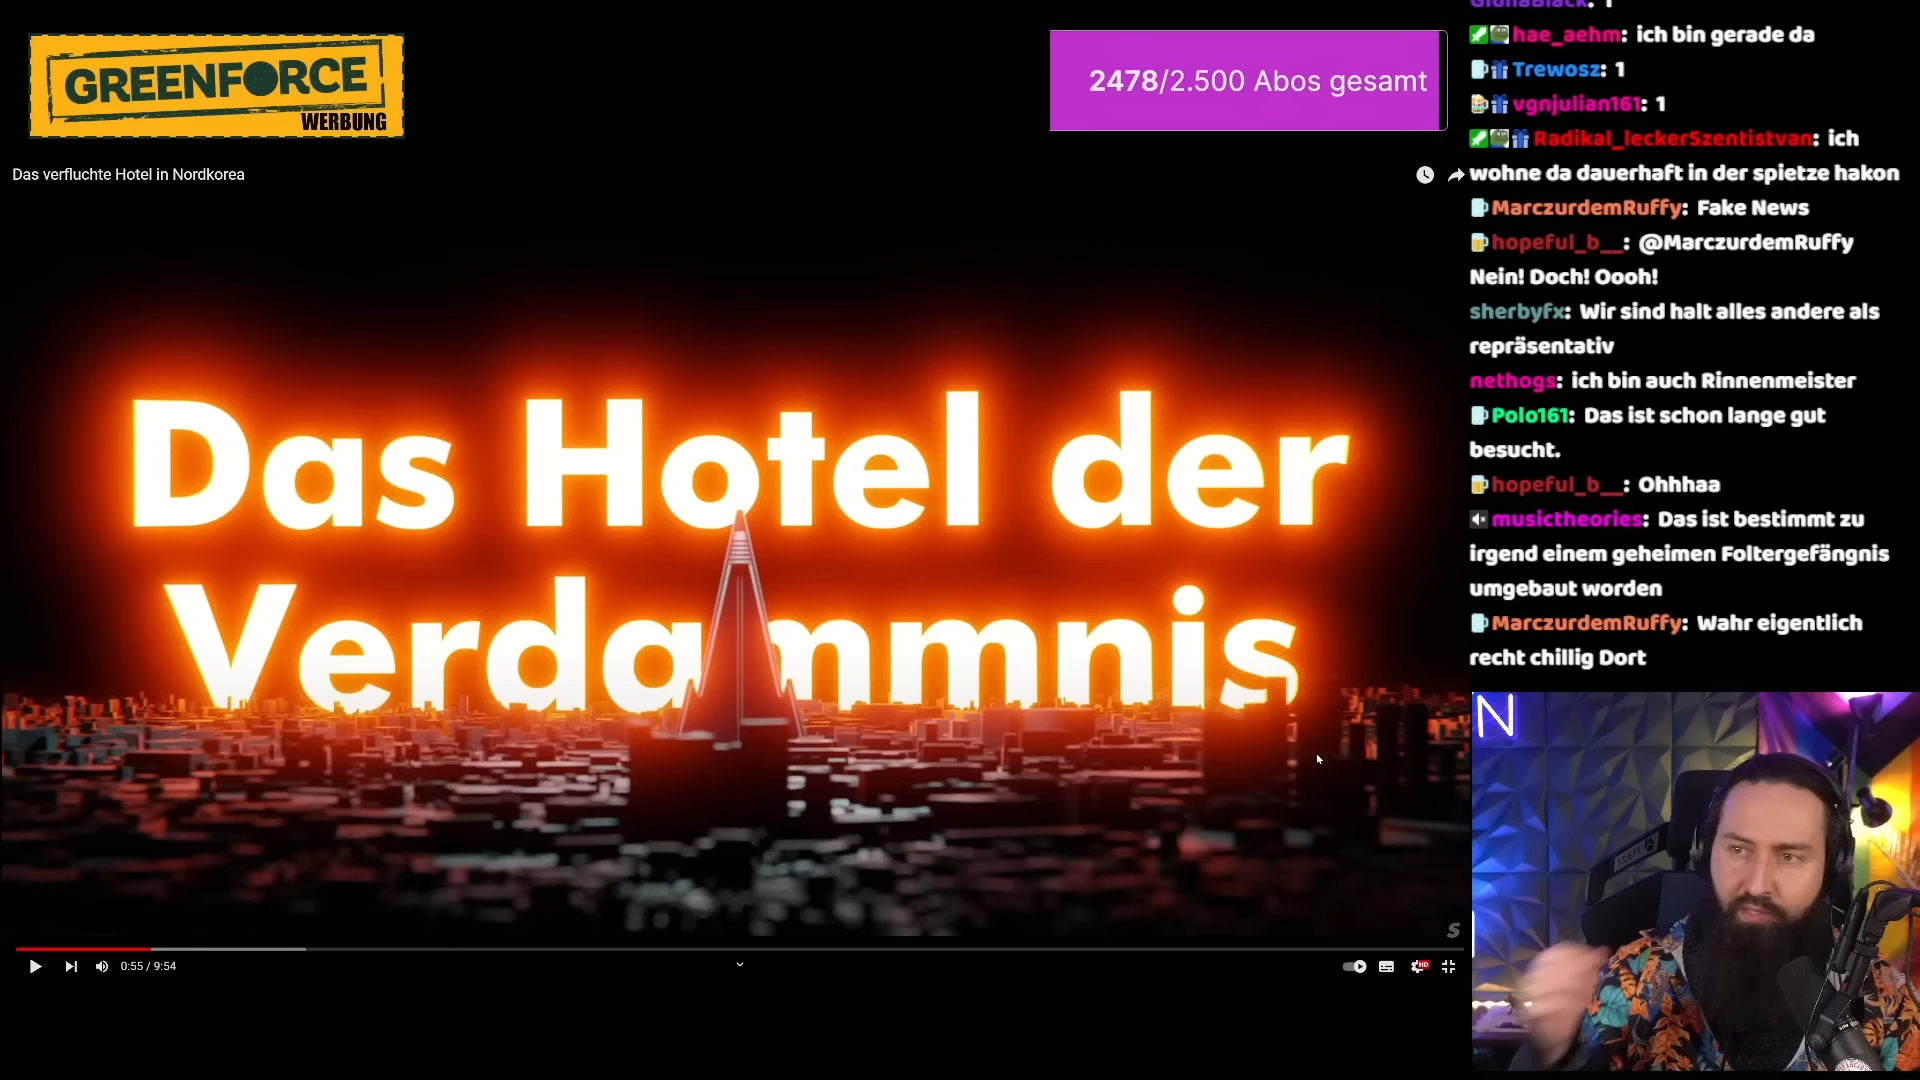 GREENFORCE
WERBUNG
2478/2.500 Abos gesamt
Das verfluchte Hotel in Nordkorea
Das Hotel der
Verdammnis
S
0:55 / 9:54
HD
hae_aehm: ich bin gerade da
Trewosz: 1
vgnjulian161: 1
Radikal_leckerSzentistvan: ich
wohne da dauerhaft in der spietze hakon
MarczurdemRuffy: Fake News
hopeful_b__: @MarczurdemRuffy
Nein! Doch! Oooh!
sherbyfx: Wir sind halt alles andere als
repräsentativ
nethogs: ich bin auch Rinnenmeister
Polo161: Das ist schon lange gut
besucht.
hopeful_b__: Ohhhaa
musictheories: Das ist bestimmt zu
irgend einem geheimen Foltergefängnis
umgebaut worden
MarczurdemRuffy: Wahr eigentlich
recht chillig Dort
N